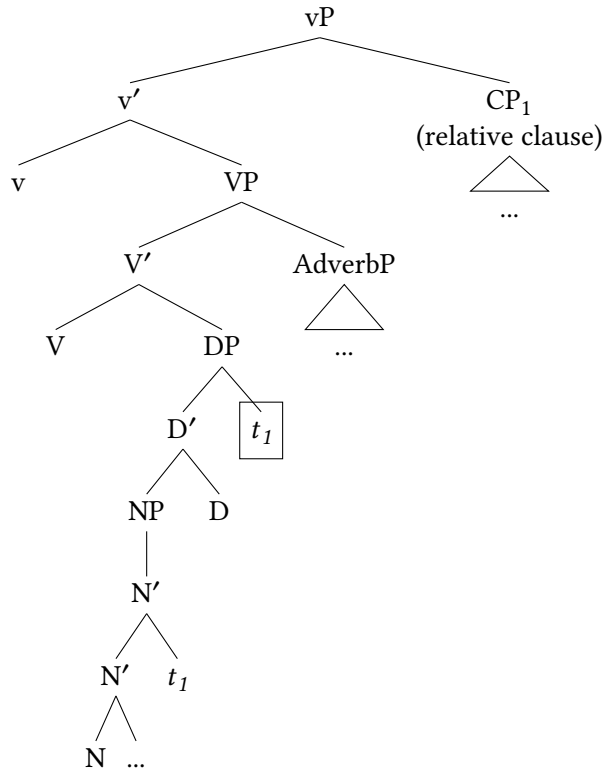 vP
v′ CP1
(relative clause)
v VP ...
V′ AdverbP
V DP ...
D′ t1
NP D
N′
N′ t1
N ...